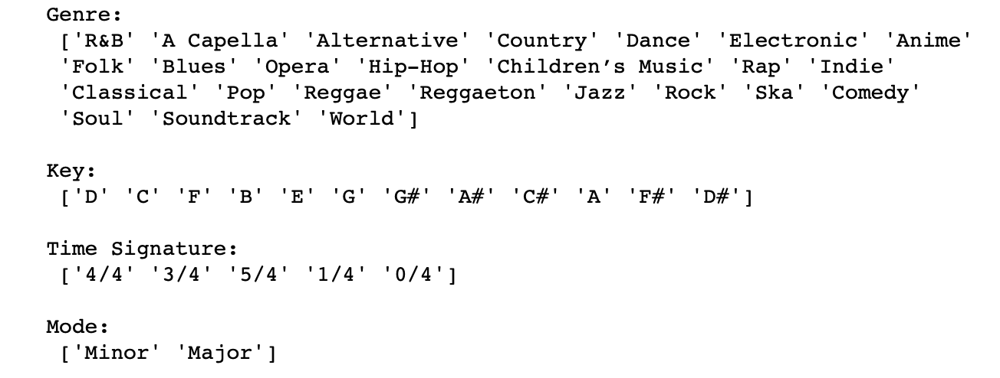 Genre:
['R&B' 'A Capella' 'Alternative' 'Country' 'Dance' 'Electronic' 'Anime'
'Folk' 'Blues' 'Opera' 'Hip-Hop' 'Children’s Music' 'Rap' 'Indie'
'Classical' 'Pop' 'Reggae' 'Reggaeton' 'Jazz' 'Rock' 'Ska' 'Comedy'
'Soul' 'Soundtrack' 'World']
Key:
['D' 'C' 'F' 'B' 'E' 'G' 'G#' 'A#' 'C#' 'A' 'F#' 'D#']
Time Signature:
['4/4' '3/4' '5/4' '1/4' '0/4']
Mode:
['Minor' 'Major']